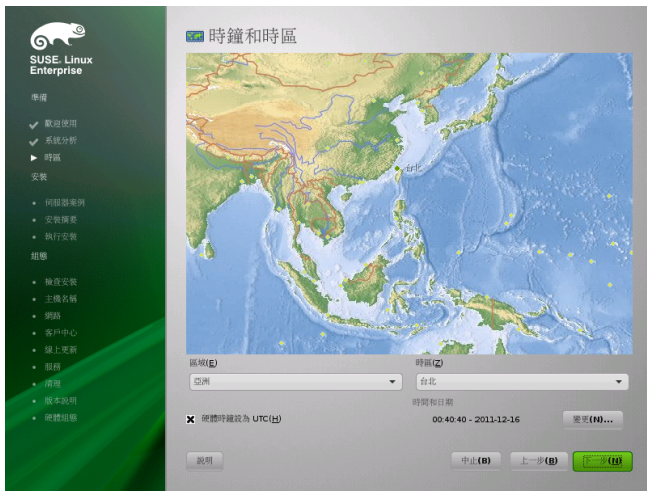 SUSE. Linux
Enterprise
準備
歡迎使用
系統分析
時區
安裝
伺服器案例
安裝摘要
執行安裝
組態
檢查安裝
主機名稱
網路
客戶中心
線上更新
服務
清理
版本說明
硬體組態
時鐘和時區
台北
區域(E)
亞洲
時區(Z)
台北
時間和日期
硬體時鐘設為 UTC(H)
00:40:40 - 2011-12-16
變更(N)...
說明
中止(B)
上一步(B)
下一步(N)